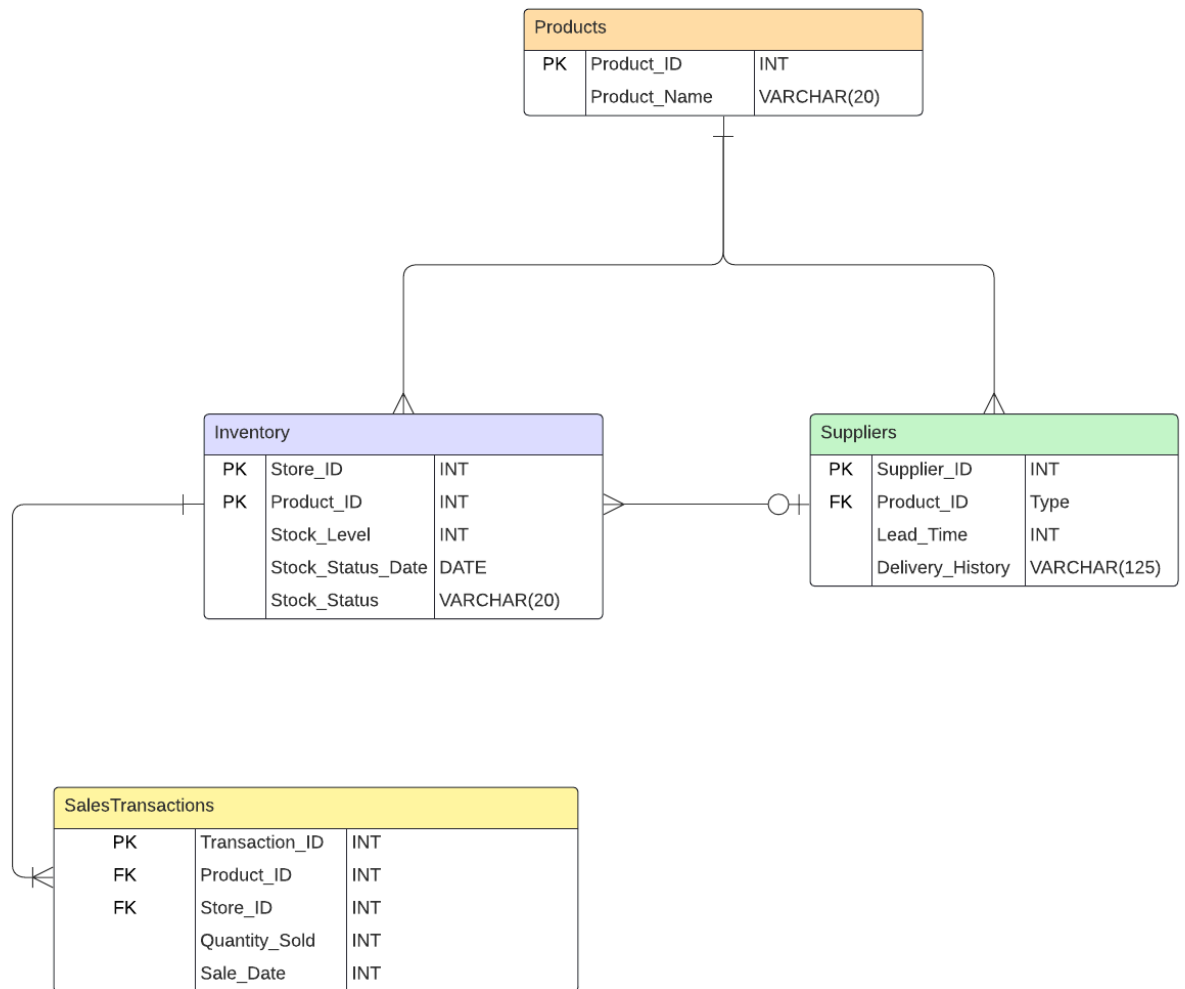 Products
PK Product_ID INT
Product_Name VARCHAR(20)
Inventory
PK Store_ID INT
PK Product_ID INT
Stock_Level INT
Stock_Status_Date DATE
Stock_Status VARCHAR(20)
Suppliers
PK Supplier_ID INT
FK Product_ID Type
Lead_Time INT
Delivery_History VARCHAR(125)
SalesTransactions
PK Transaction_ID INT
FK Product_ID INT
FK Store_ID INT
Quantity_Sold INT
Sale_Date INT